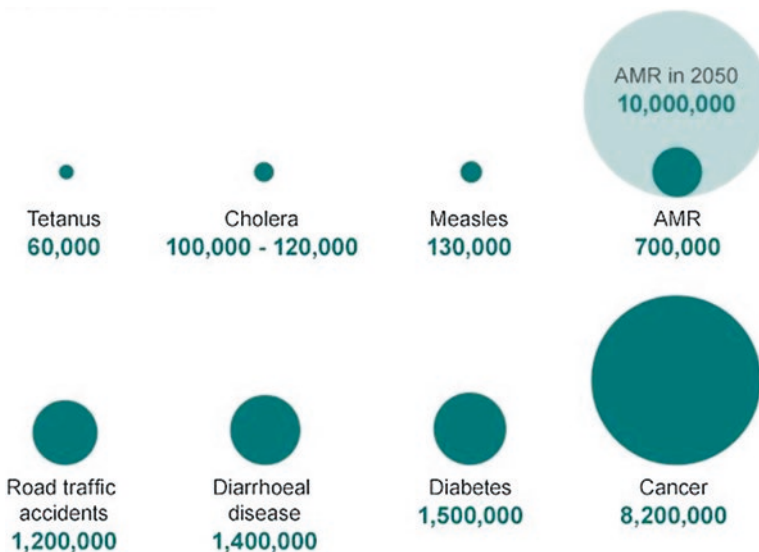 AMR in 2050
10,000,000
Tetanus
60,000
Cholera
100,000 - 120,000
Measles
130,000
AMR
700,000
Road traffic
accidents
1,200,000
Diarrhoeal
disease
1,400,000
Diabetes
1,500,000
Cancer
8,200,000